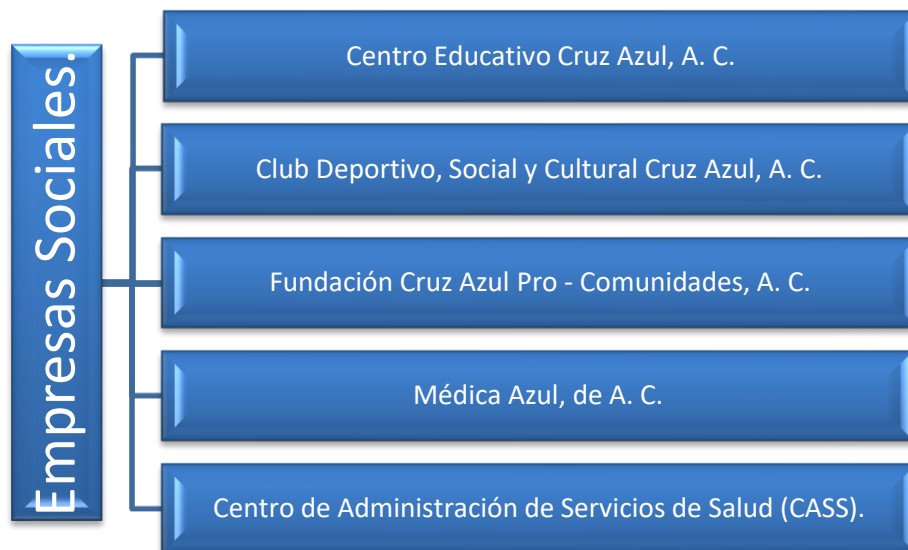 Empresas Sociales.
Centro Educativo Cruz Azul, A. C.
Club Deportivo, Social y Cultural Cruz Azul, A. C.
Fundación Cruz Azul Pro - Comunidades, A. C.
Médica Azul, de A. C.
Centro de Administración de Servicios de Salud (CASS).